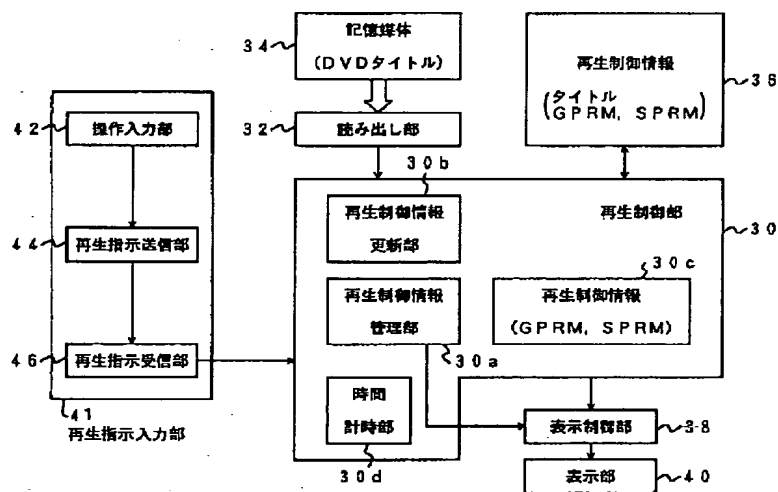 34
記憶媒体
(DVDタイトル)
再生制御情報
(タイトル
GPRM, SPRM)
36
42
操作入力部
32
読み出し部
30b
再生制御情報
更新部
再生制御部
30
44
再生指示送信部
30c
再生制御情報
管理部
再生制御情報
(GPRM, SPRM)
46
再生指示受信部
30a
時間
計時部
41
再生指示入力部
表示制御部
38
30d
表示部
40